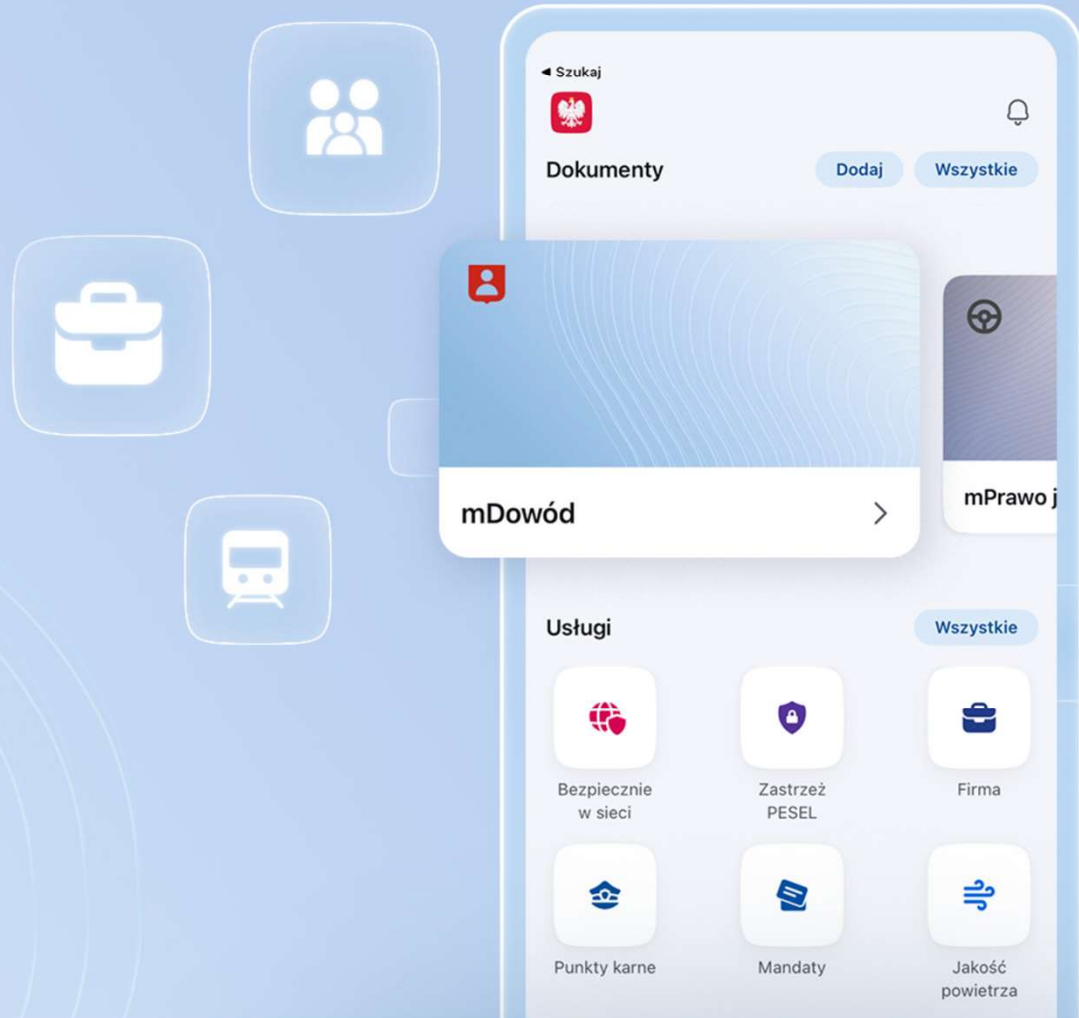 ◄ Szukaj
Dokumenty
Dodaj
Wszystkie
mDowód
mPrawo j
Usługi
Wszystkie
Bezpiecznie
w sieci
Zastrzeż
PESEL
Firma
Punkty karne
Mandaty
Jakość
powietrza